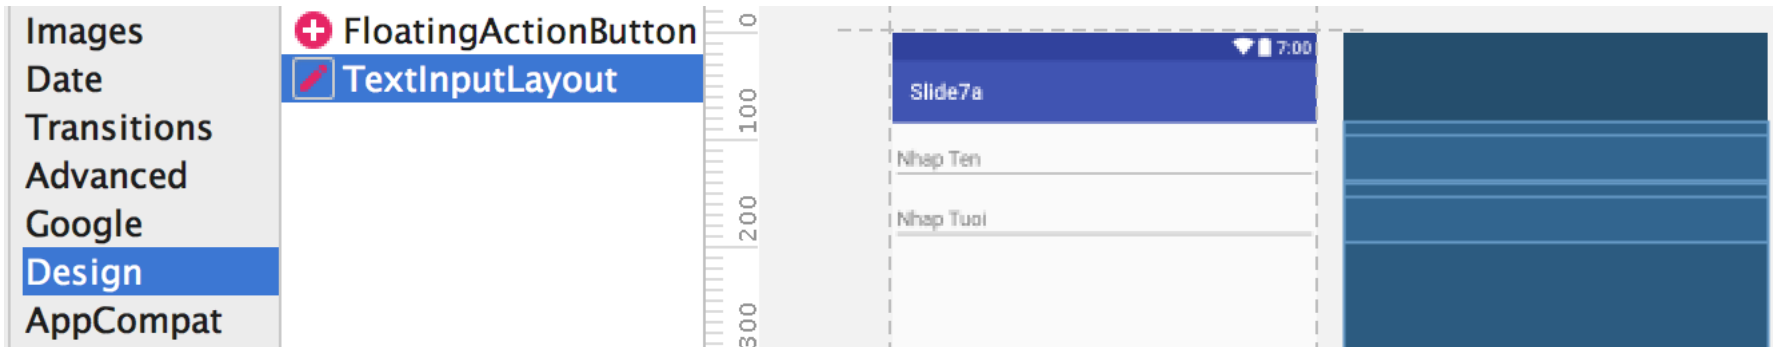 Images
Date
Transitions
Advanced
Google
Design
AppCompat
FloatingActionButton
TextInputLayout
0
100
200
300
7:00
Slide7a
Nhap Ten
Nhap Tuoi